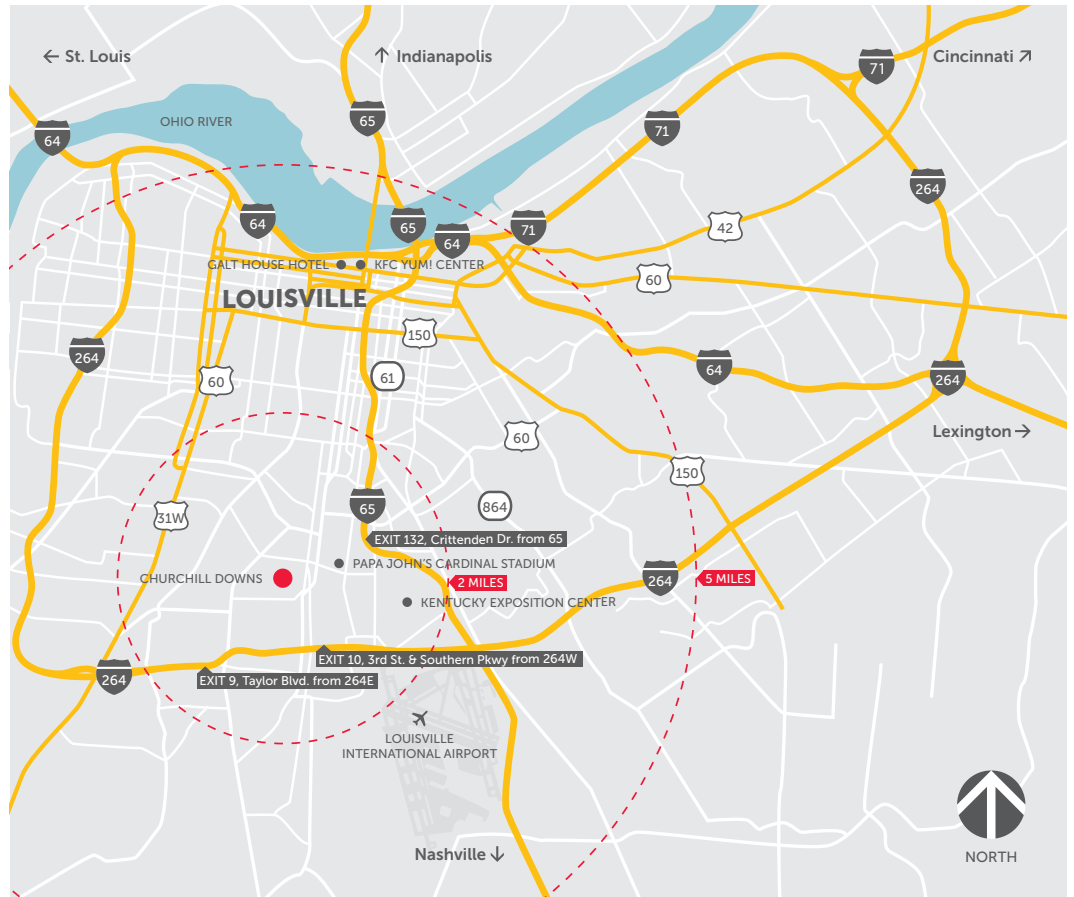 ← St. Louis
↑ Indianapolis
Cincinnati ↗
71
65
OHIO RIVER
71
64
264
64
65
71
42
64
GALT HOUSE HOTEL
KFC YUM! CENTER
60
LOUISVILLE
150
264
64
61
60
264
Lexington →
60
150
65
864
31W
EXIT 132, Crittenden Dr. from 65
PAPA JOHN'S CARDINAL STADIUM
CHURCHILL DOWNS
2 MILES
264
5 MILES
KENTUCKY EXPOSITION CENTER
EXIT 10, 3rd St. & Southern Pkwy from 264W
264
EXIT 9, Taylor Blvd. from 264E
LOUISVILLE
INTERNATIONAL AIRPORT
Nashville ↓
NORTH